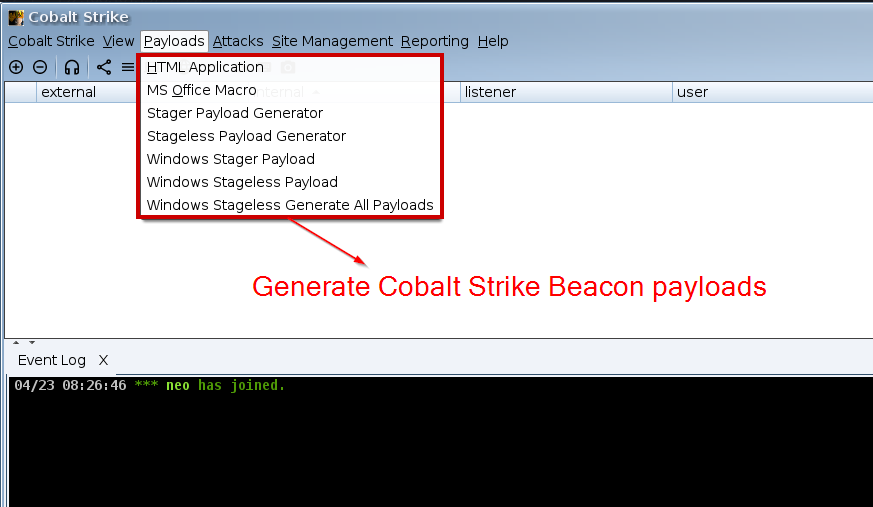 Cobalt Strike
Cobalt Strike View Payloads Attacks Site Management Reporting Help
HTML Application
MS Office Macro
Stager Payload Generator
Stageless Payload Generator
Windows Stager Payload
Windows Stageless Payload
Windows Stageless Generate All Payloads
external listener user
Generate Cobalt Strike Beacon payloads
Event Log X
04/23 08:26:46 *** neo has joined.